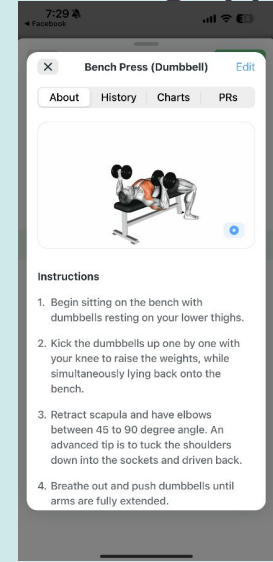 7:29
◀ Facebook
Bench Press (Dumbbell)
Edit
About History Charts PRs
Instructions
1. Begin sitting on the bench with
dumbbells resting on your lower thighs.
2. Kick the dumbbells up one by one with
your knee to raise the weights, while
simultaneously lying back onto the
bench.
3. Retract scapula and have elbows
between 45 to 90 degree angle. An
advanced tip is to tuck the shoulders
down into the sockets and driven back.
4. Breathe out and push dumbbells until
arms are fully extended.